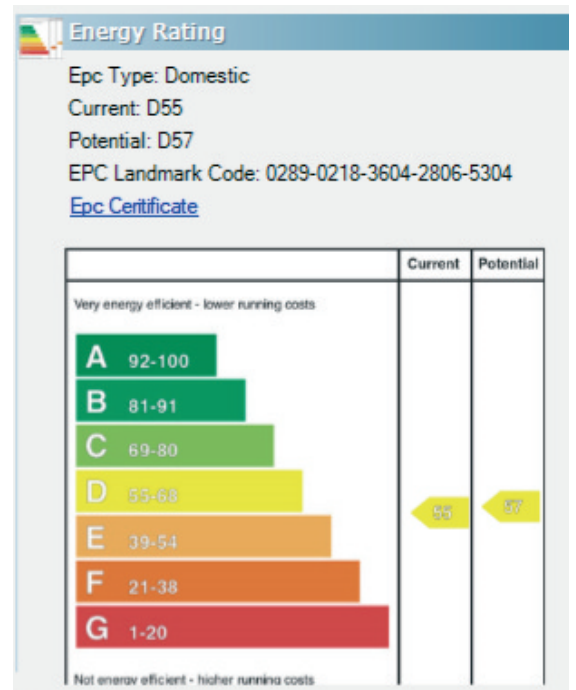 Energy Rating
Epc Type: Domestic
Current: D55
Potential: D57
EPC Landmark Code: 0289-0218-3604-2806-5304
Epc Ceritificate
Current Potential
Very energy efficient - lower running costs
A 92-100
B 81-91
C 69-80
D 55-68
55 57
E 39-54
F 21-38
G 1-20
Not energy efficient - higher running costs